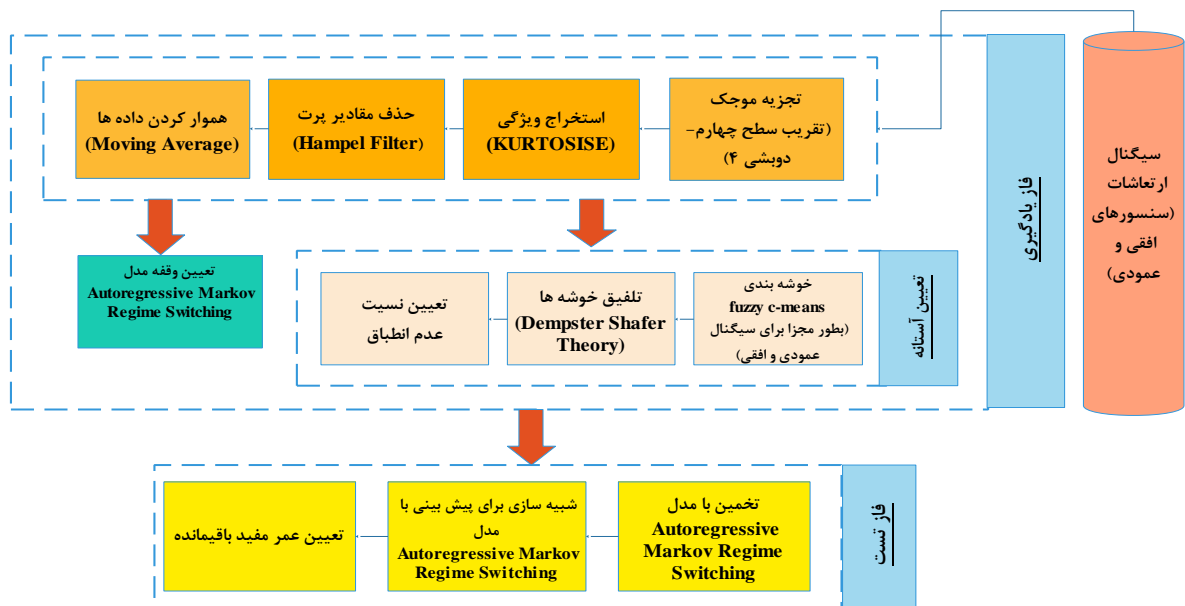 سیگنال
ارتعاشات
(سنسورهای
افقی و
عمودی)
فاز یادگیری
تجزیه موجک
(تقریب سطح چهارم-
دوبشی ۴)
استخراج ویژگی
(KURTOSISE)
حذف مقادیر پرت
(Hampel Filter)
هموار کردن داده ها
(Moving Average)
تعیین وقفه مدل
Autoregressive Markov
Regime Switching
تعیین آستانه
خوشه بندی
fuzzy c-means
(بطور مجزا برای سیگنال
عمودی و افقی)
تلفیق خوشه ها
(Dempster Shafer
Theory)
تعیین نسیت
عدم انطباق
فاز تست
تخمین با مدل
Autoregressive
Markov Regime
Switching
شبیه سازی برای پیش بینی با
مدل
Autoregressive Markov
Regime Switching
تعیین عمر مفید باقیمانده